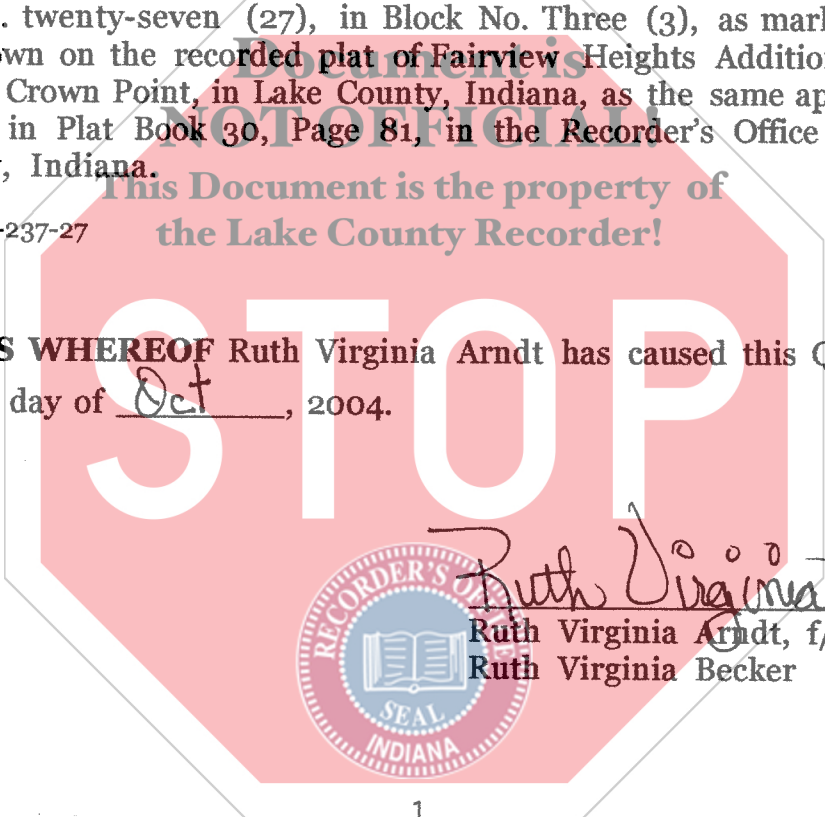 . twenty-seven (27), in Block No. Three (3), as mar
wn on the recorded plat of Fairview Heights Additio
Crown Point, in Lake County, Indiana, as the same ap
in Plat Book 30, Page 81, in the Recorder's Office
, Indiana.
Document is
NOT OFFICIAL!
This Document is the property of
the Lake County Recorder!
-237-27
STOP
S WHEREOF Ruth Virginia Arndt has caused this Q
day of Oct, 2004.
Ruth Virginia
Ruth Virginia Arndt, f/
Ruth Virginia Becker
RECORDER'S OFFICE
SEAL
INDIANA
1